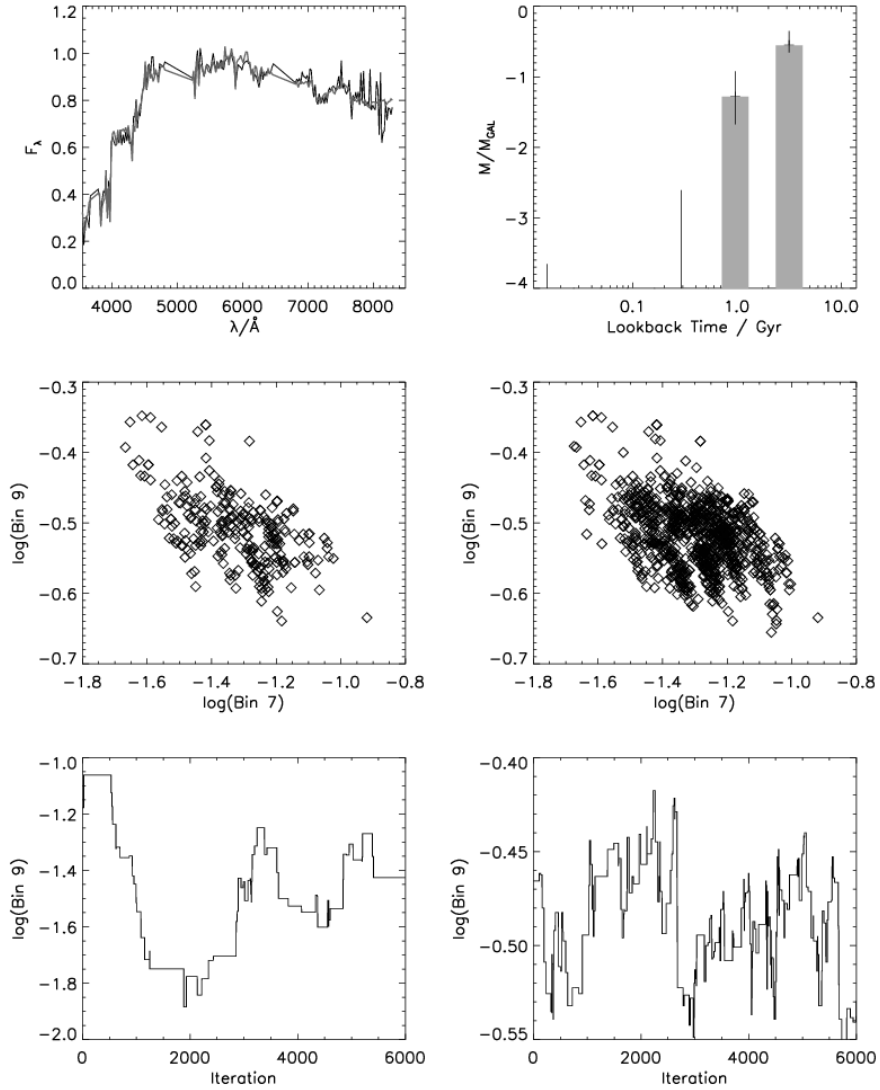 1.2
1.0
0.8
0.6
0.4
0.2
0.0
F_λ
4000 5000 6000 7000 8000
λ/Å
0
−1
−2
−3
−4
M/M_GAL
0.1 1.0 10.0
Lookback Time / Gyr
−0.3
−0.4
−0.5
−0.6
−0.7
log(Bin 9)
−1.8 −1.6 −1.4 −1.2 −1.0 −0.8
log(Bin 7)
−0.3
−0.4
−0.5
−0.6
−0.7
log(Bin 9)
−1.8 −1.6 −1.4 −1.2 −1.0 −0.8
log(Bin 7)
−1.0
−1.2
−1.4
−1.6
−1.8
−2.0
log(Bin 9)
0 2000 4000 6000
Iteration
−0.40
−0.45
−0.50
−0.55
log(Bin 9)
0 2000 4000 6000
Iteration